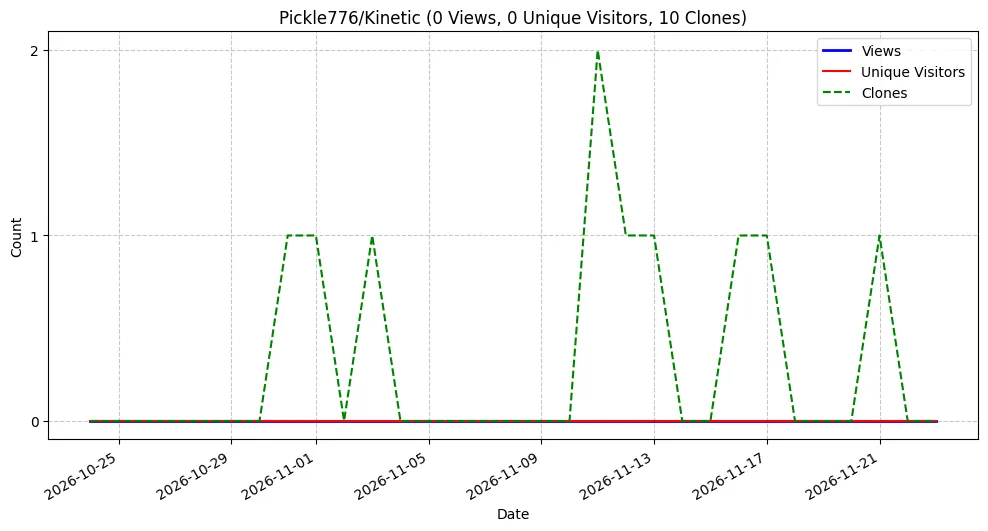 Pickle776/Kinetic (0 Views, 0 Unique Visitors, 10 Clones)
Views
Unique Visitors
Clones
Count
2
1
0
2026-10-25
2026-10-29
2026-11-01
2026-11-05
2026-11-09
2026-11-13
2026-11-17
2026-11-21
Date